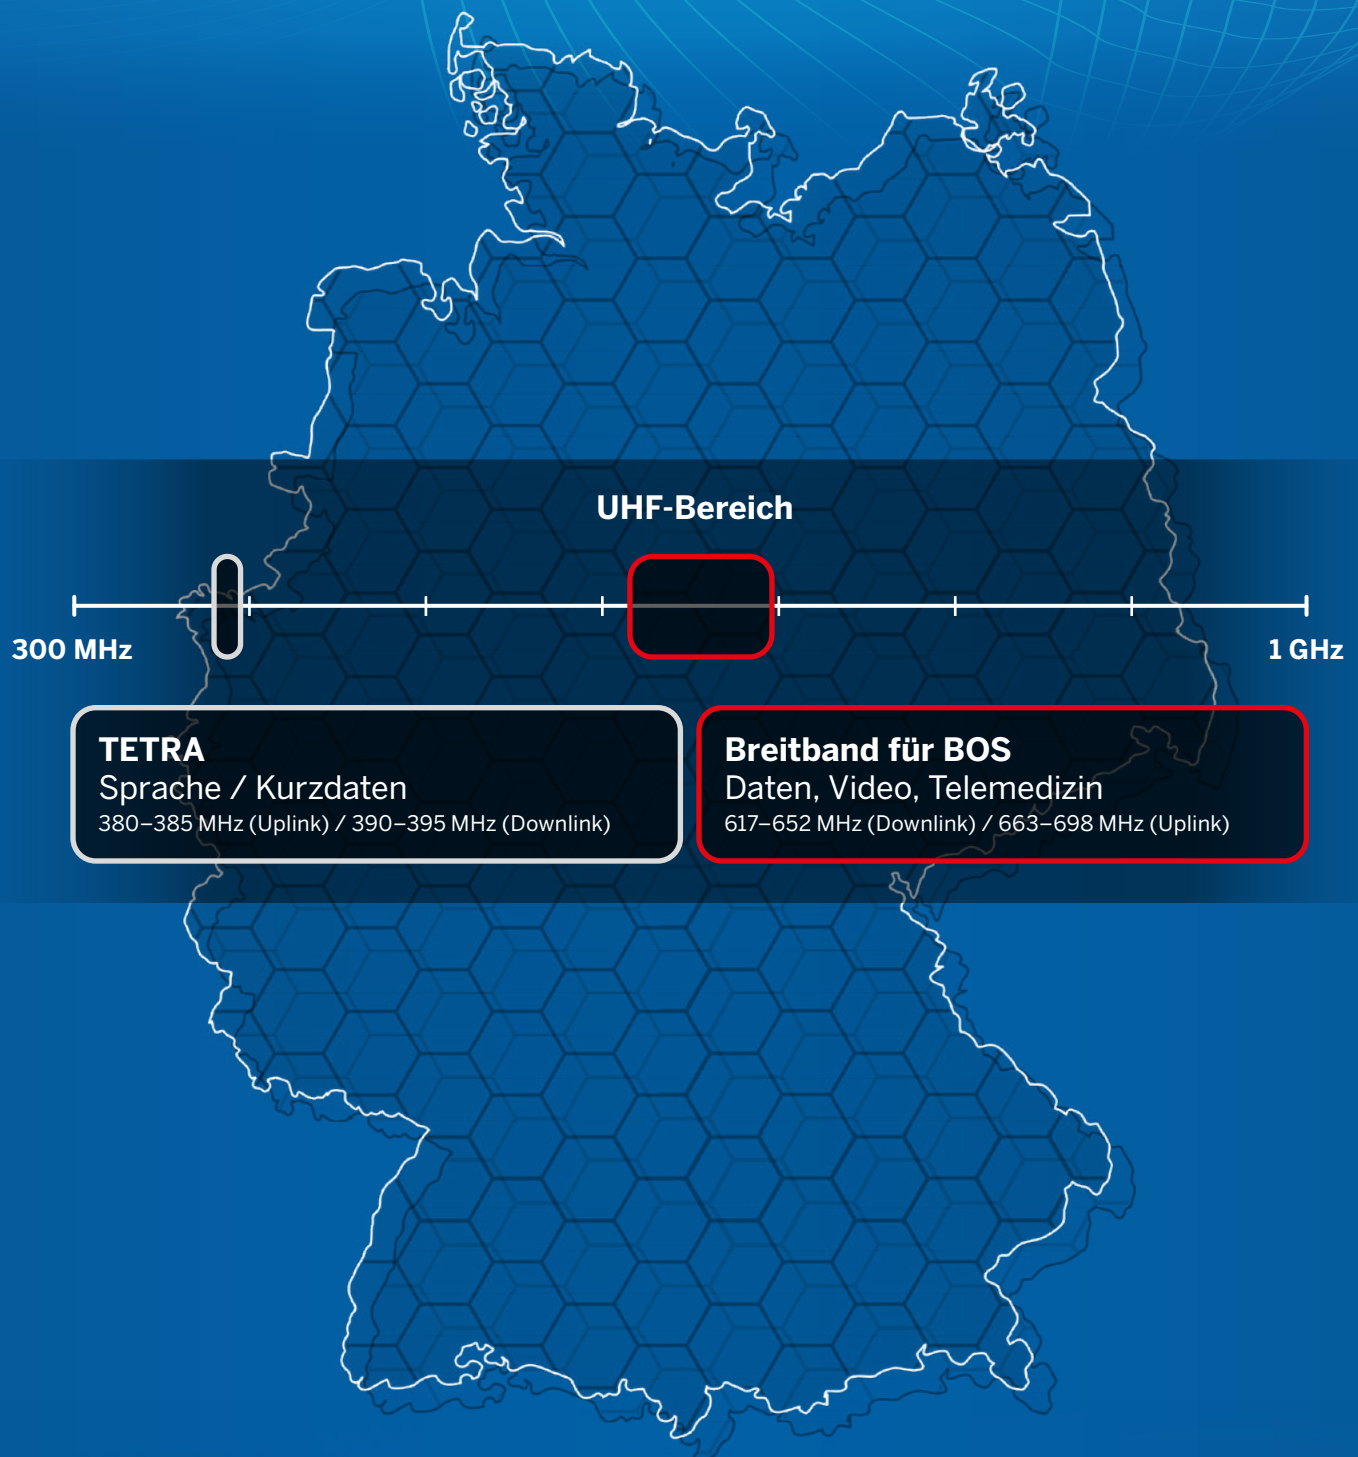 UHF-Bereich
300 MHz
1 GHz
TETRA
Sprache / Kurzdaten
380–385 MHz (Uplink) / 390–395 MHz (Downlink)
Breitband für BOS
Daten, Video, Telemedizin
617–652 MHz (Downlink) / 663–698 MHz (Uplink)